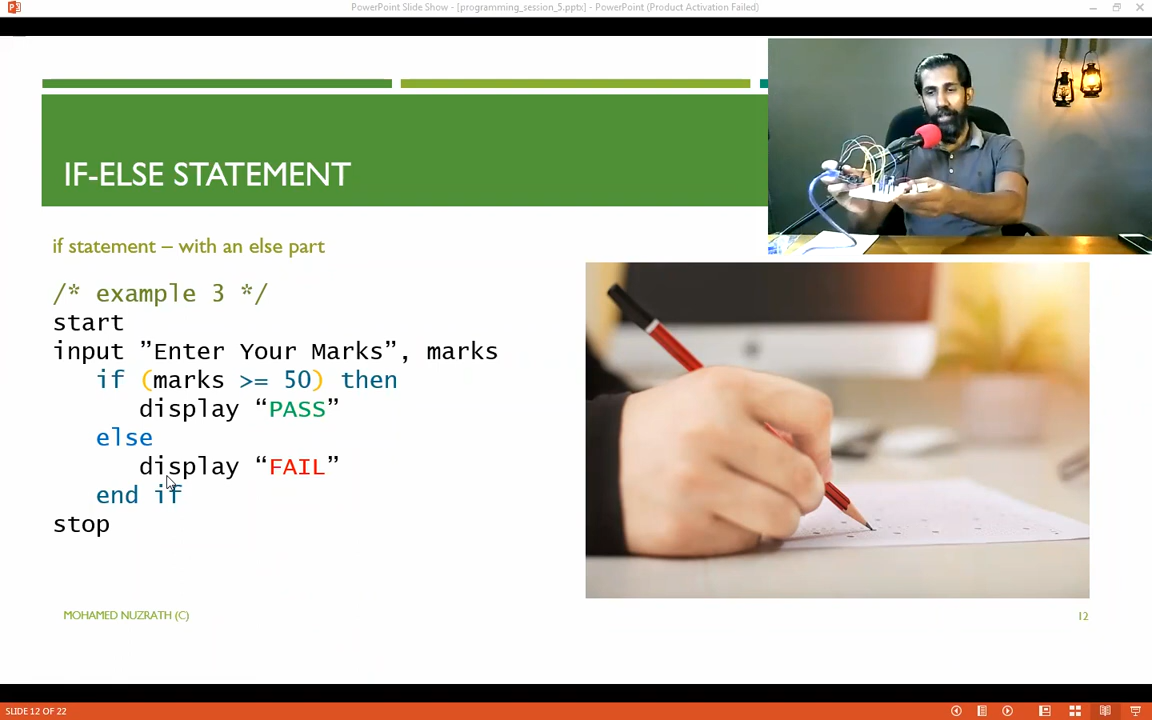 PowerPoint Slide Show - [programming_session_5.pptx] - PowerPoint (Product Activation Failed)
IF-ELSE STATEMENT
if statement – with an else part
/* example 3 */
start
input ”Enter Your Marks”, marks
if (marks >= 50) then
display “PASS”
else
display “FAIL”
end if
stop
MOHAMED NUZRATH (C)
12
SLIDE 12 OF 22